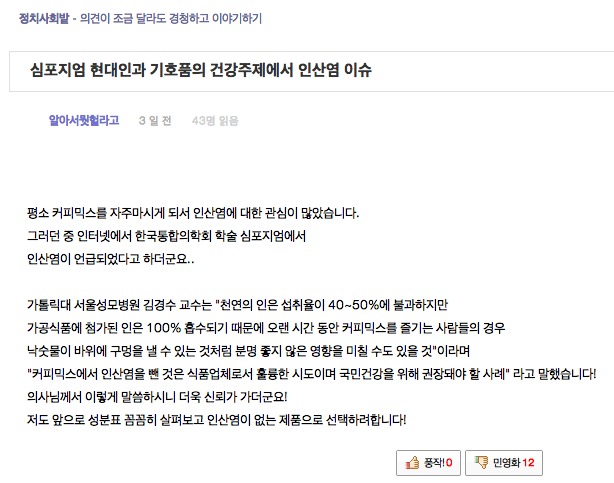 정치사회발 - 의견이 조금 달라도 경청하고 이야기하기
심포지엄 현대인과 기호품의 건강주제에서 인산염 이슈
알아서뭣헐라고 3 일 전 43명 읽음
평소 커피믹스를 자주마시게 되서 인산염에 대한 관심이 많았습니다.
그러던 중 인터넷에서 한국통합의학회 학술 심포지엄에서
인산염이 언급되었다고 하더군요..
가톨릭대 서울성모병원 김경수 교수는 "천연의 인은 섭취율이 40~50%에 불과하지만
가공식품에 첨가된 인은 100% 흡수되기 때문에 오랜 시간 동안 커피믹스를 즐기는 사람들의 경우
낙숫물이 바위에 구멍을 낼 수 있는 것처럼 분명 좋지 않은 영향을 미칠 수도 있을 것"이라며
"커피믹스에서 인산염을 뺀 것은 식품업체로서 훌륭한 시도이며 국민건강을 위해 권장돼야 할 사례" 라고 말했습니다!
의사님께서 이렇게 말씀하시니 더욱 신뢰가 가더군요!
저도 앞으로 성분표 꼼꼼히 살펴보고 인산염이 없는 제품으로 선택하려합니다!
풍작! 0 민영화 12